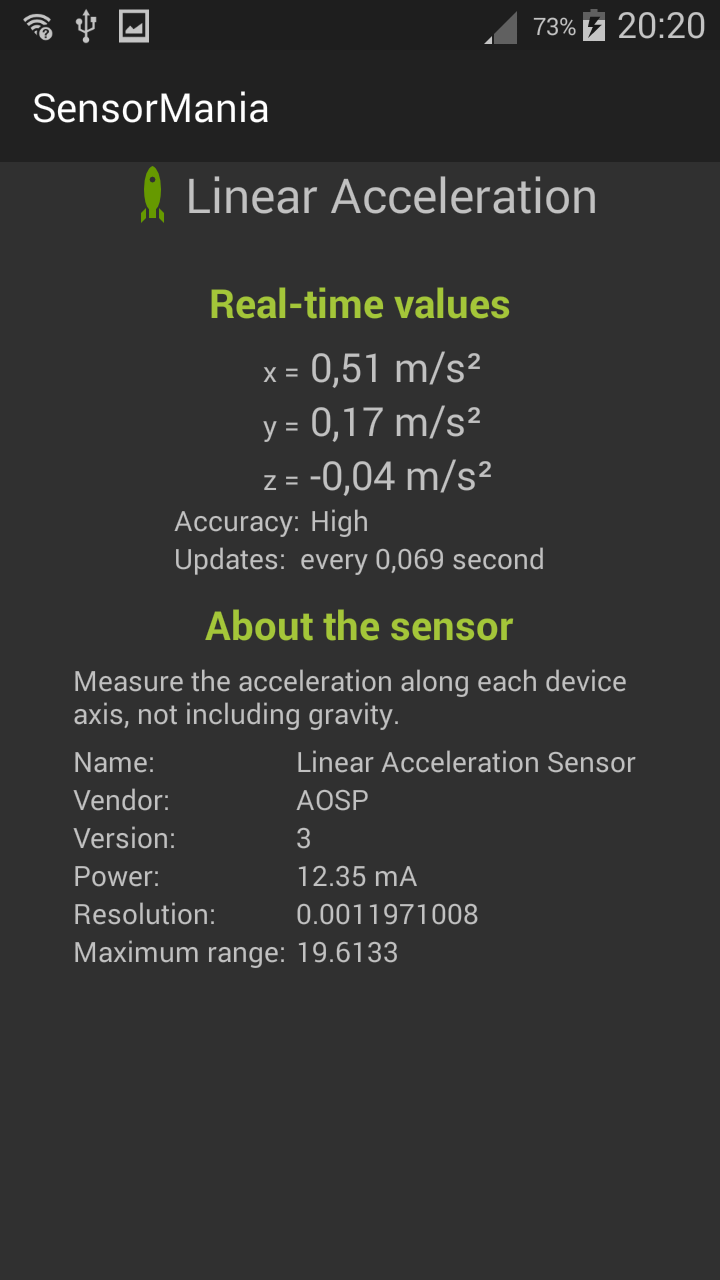 73% 20:20
SensorMania
Linear Acceleration
Real-time values
x = 0,51 m/s²
y = 0,17 m/s²
z = -0,04 m/s²
Accuracy: High
Updates: every 0,069 second
About the sensor
Measure the acceleration along each device
axis, not including gravity.
Name: Linear Acceleration Sensor
Vendor: AOSP
Version: 3
Power: 12.35 mA
Resolution: 0.0011971008
Maximum range: 19.6133